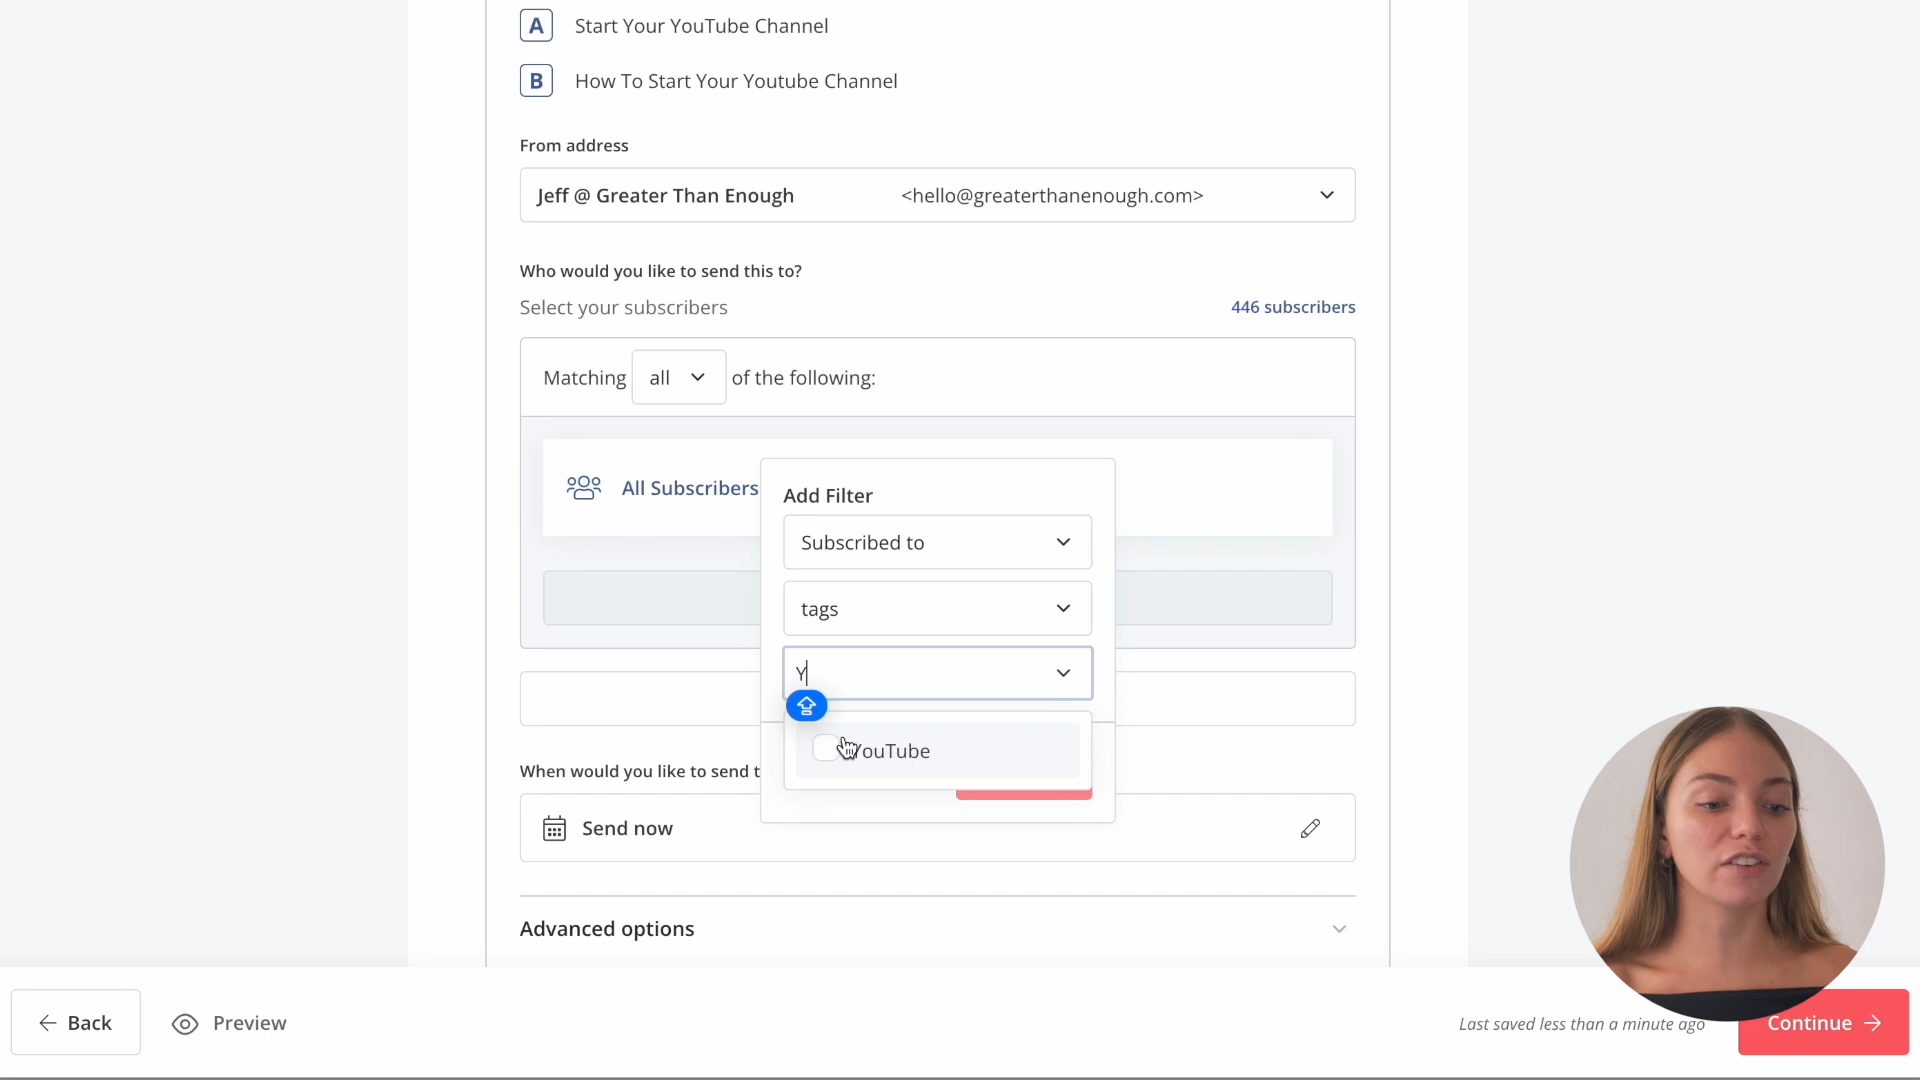 A Start Your YouTube Channel
B How To Start Your Youtube Channel
From address
Jeff @ Greater Than Enough <hello@greaterthanenough.com>
Who would you like to send this to?
Select your subscribers 446 subscribers
Matching all of the following:
All Subscribers
Add Filter
Subscribed to
tags
Y
YouTube
When would you like to send t
Send now
Advanced options
Back Preview Last saved less than a minute ago Continue